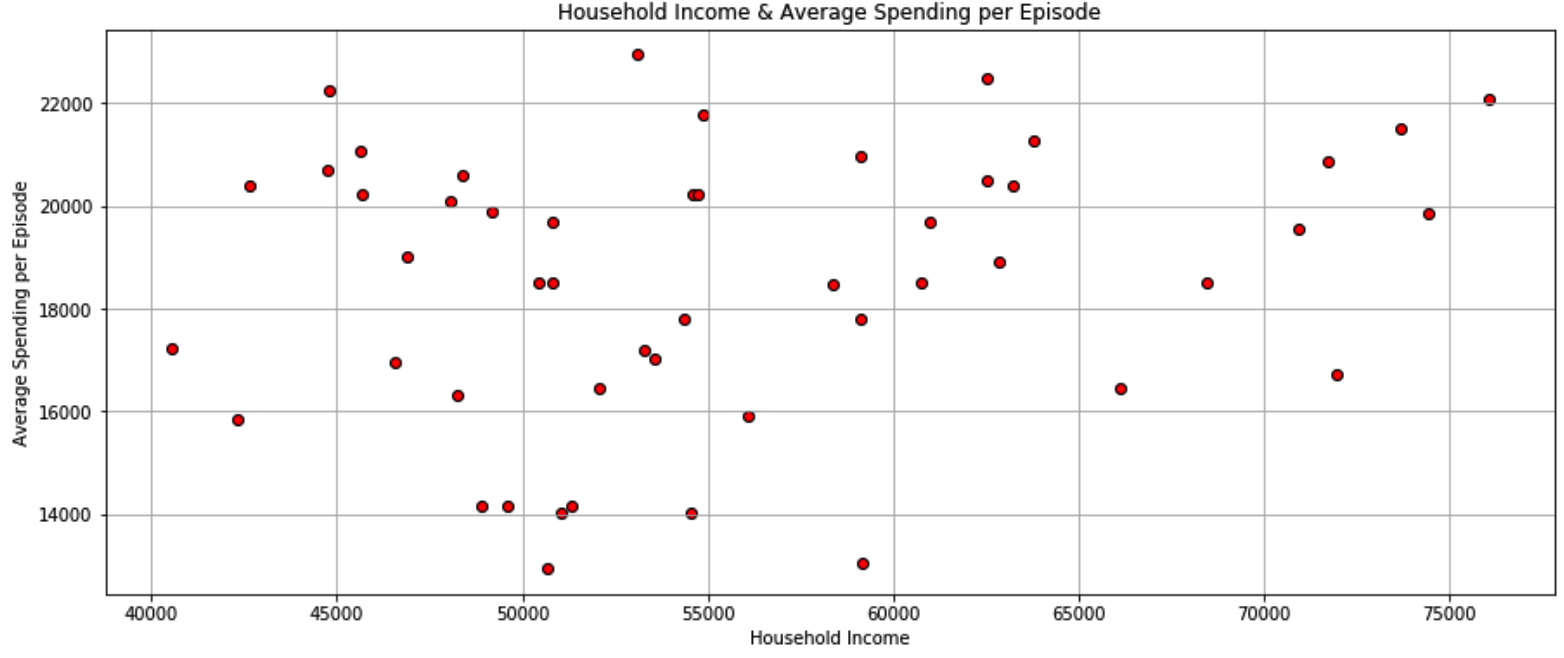 Household Income & Average Spending per Episode
Average Spending per Episode
22000
20000
18000
16000
14000
40000 45000 50000 55000 60000 65000 70000 75000
Household Income